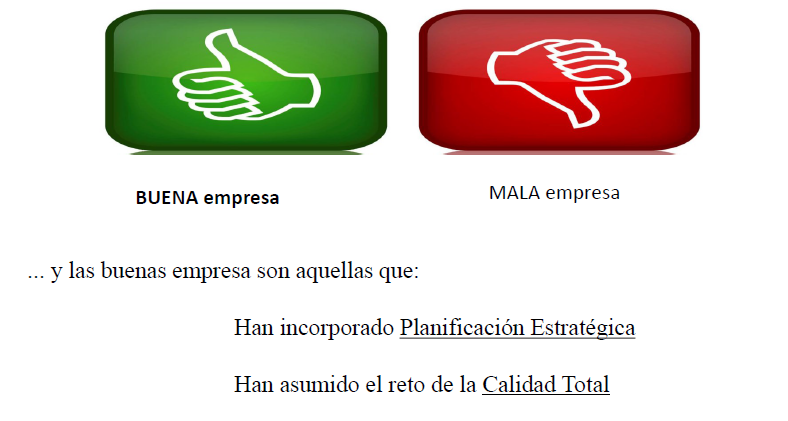 BUENA empresa
MALA empresa
... y las buenas empresa son aquellas que:
Han incorporado Planificación Estratégica
Han asumido el reto de la Calidad Total